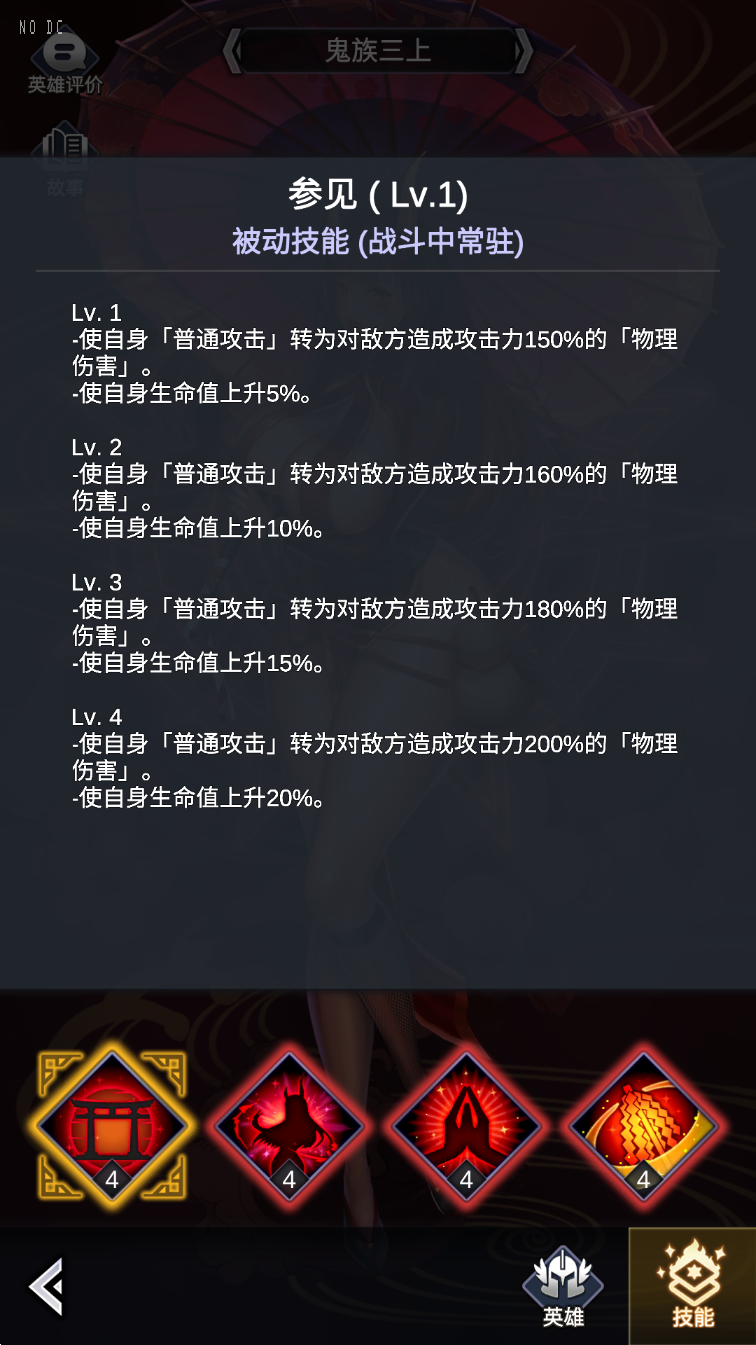 NO DC
英雄评价
鬼族三上
故事
参见 ( Lv.1)
被动技能 (战斗中常驻)
Lv. 1
-使自身「普通攻击」转为对敌方造成攻击力150%的「物理
伤害」。
-使自身生命值上升5%。
Lv. 2
-使自身「普通攻击」转为对敌方造成攻击力160%的「物理
伤害」。
-使自身生命值上升10%。
Lv. 3
-使自身「普通攻击」转为对敌方造成攻击力180%的「物理
伤害」。
-使自身生命值上升15%。
Lv. 4
-使自身「普通攻击」转为对敌方造成攻击力200%的「物理
伤害」。
-使自身生命值上升20%。
4
4
4
4
英雄
技能